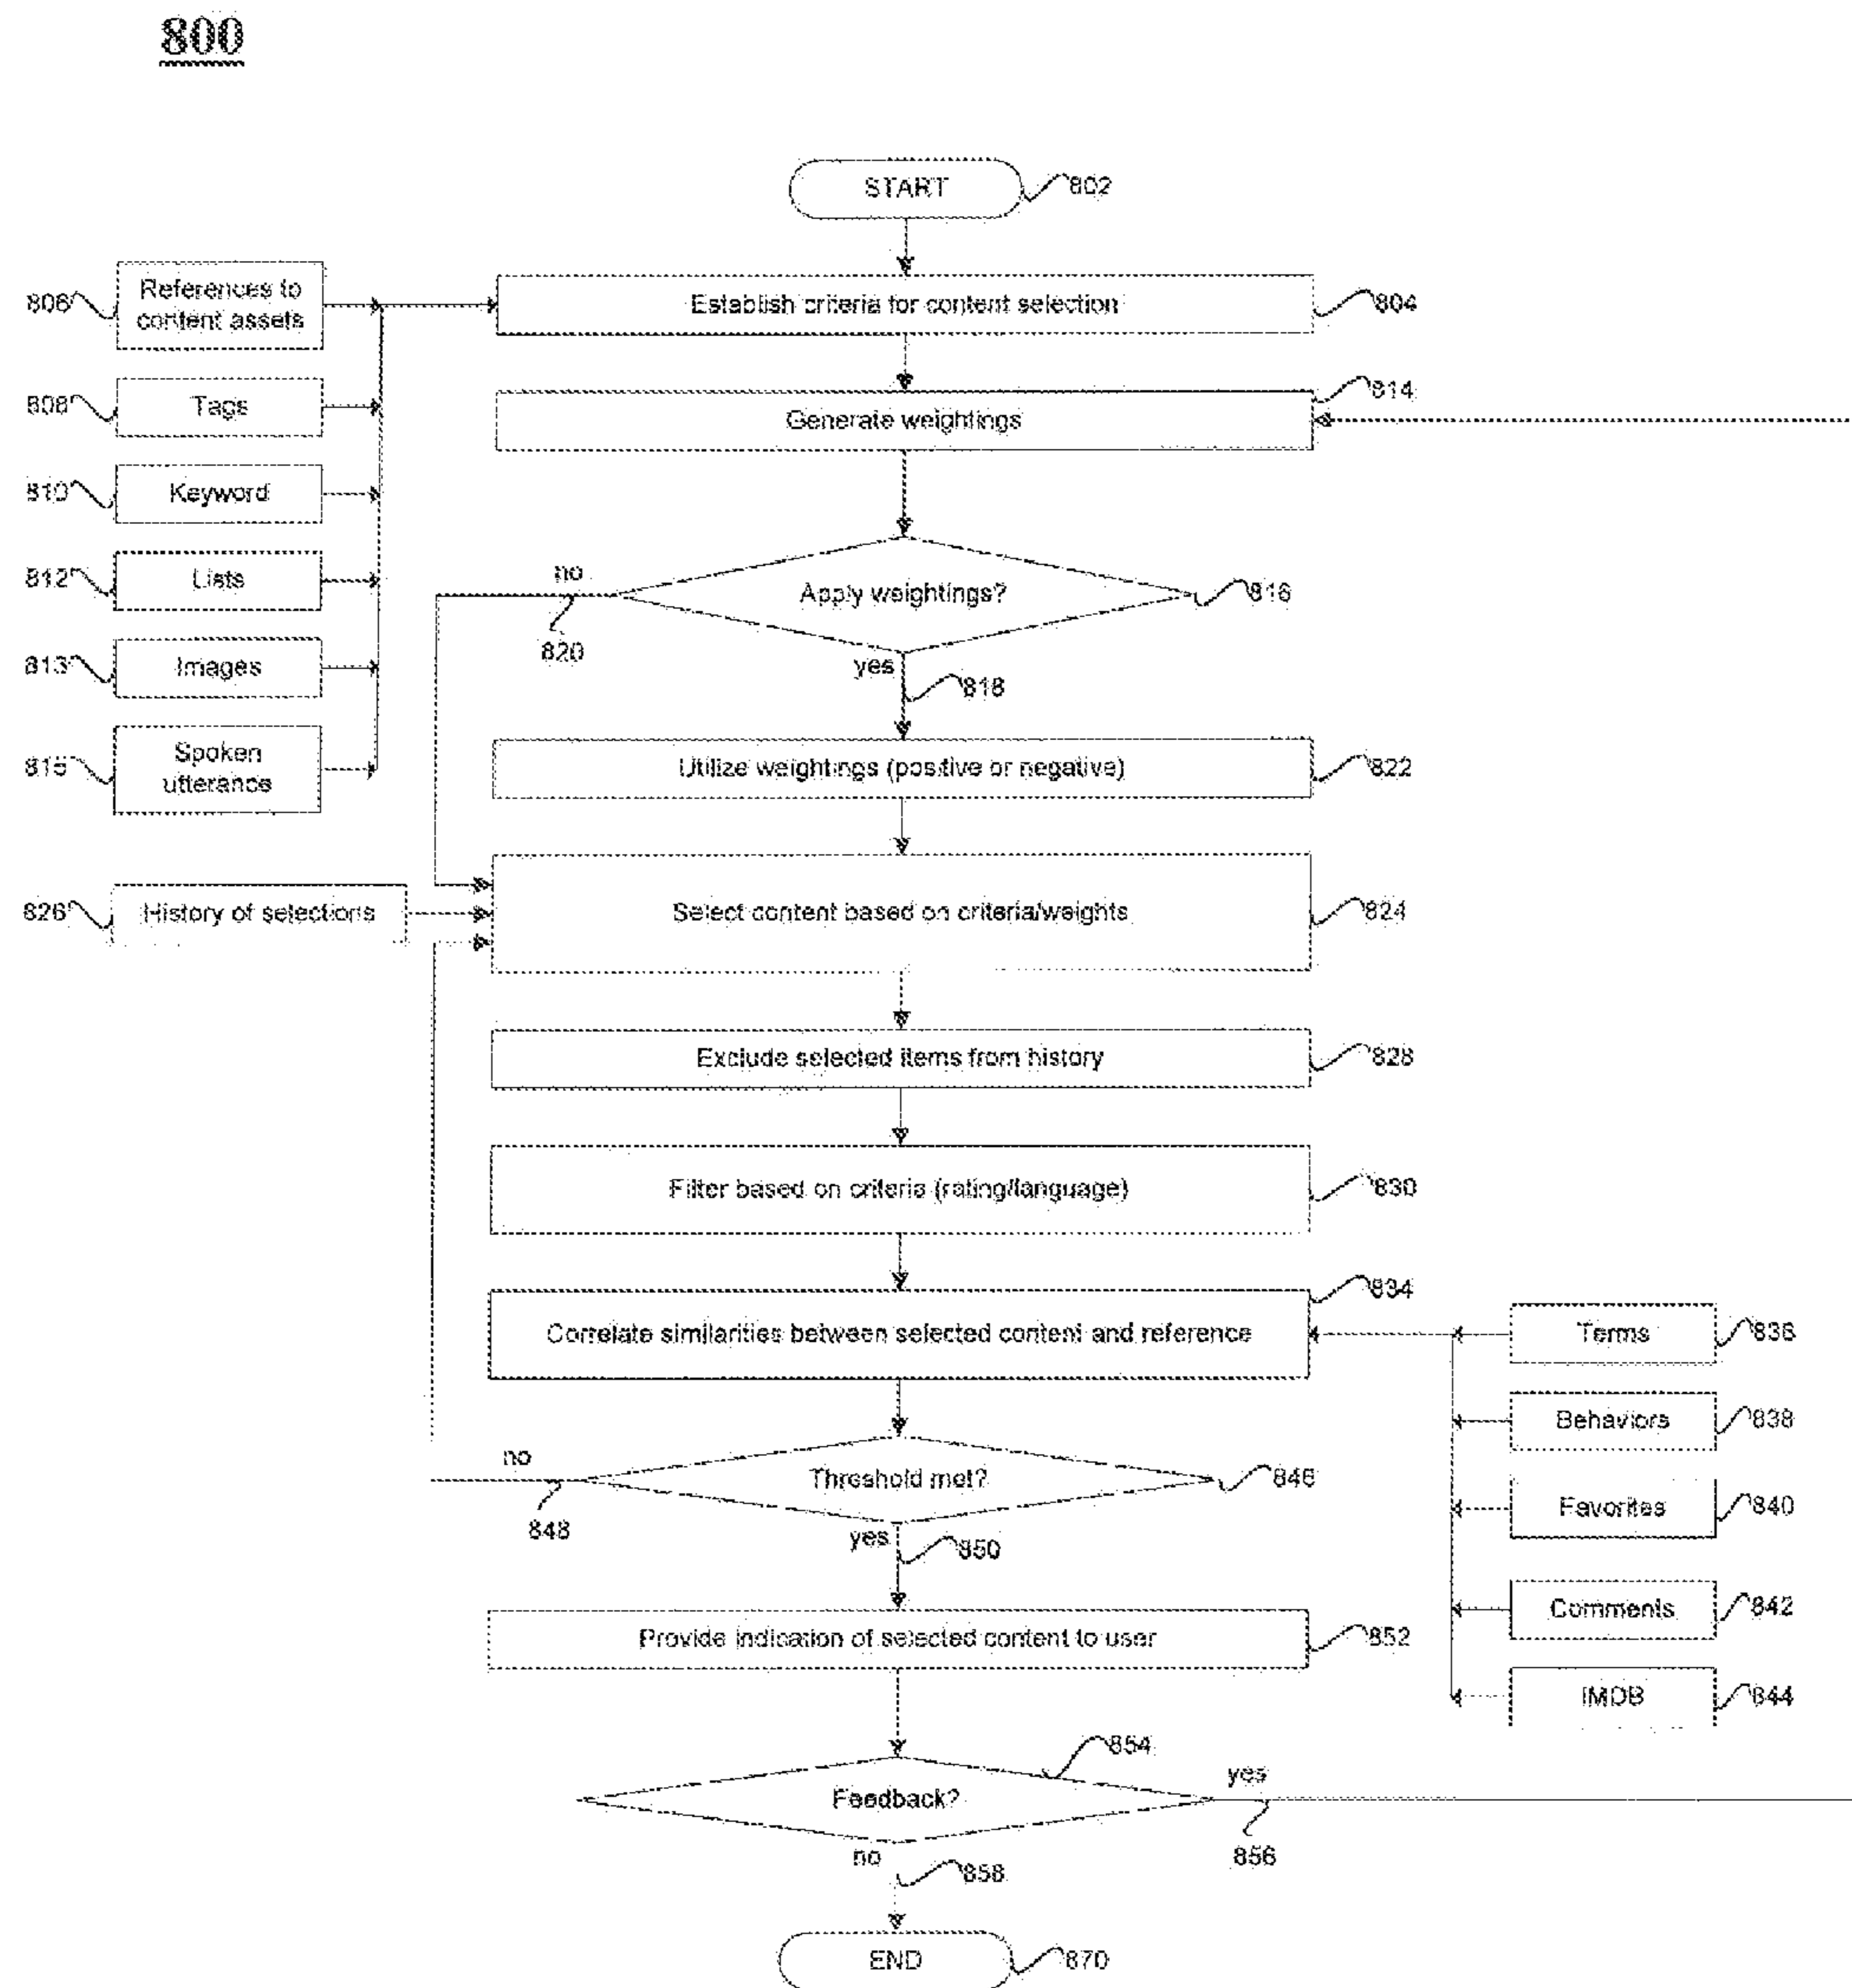 800
START
802
References to
content assets
806
Establish criteria for content selection
804
Tags
808
Generate weightings
814
Keyword
810
Lists
812
no
Apply weightings?
816
820
Images
813
yes
818
Spoken
utterance
815
Utilize weightings (positive or negative)
822
History of selections
826
Select content based on criteria/weights
824
Exclude selected items from history
828
Filter based on criteria (rating/language)
830
Correlate similarities between selected content and reference
834
Terms
836
Behaviors
838
no
Threshold met?
846
848
Favorites
840
yes
850
Comments
842
Provide indication of selected content to user
852
IMDB
844
Feedback?
854
yes
856
no
858
END
870